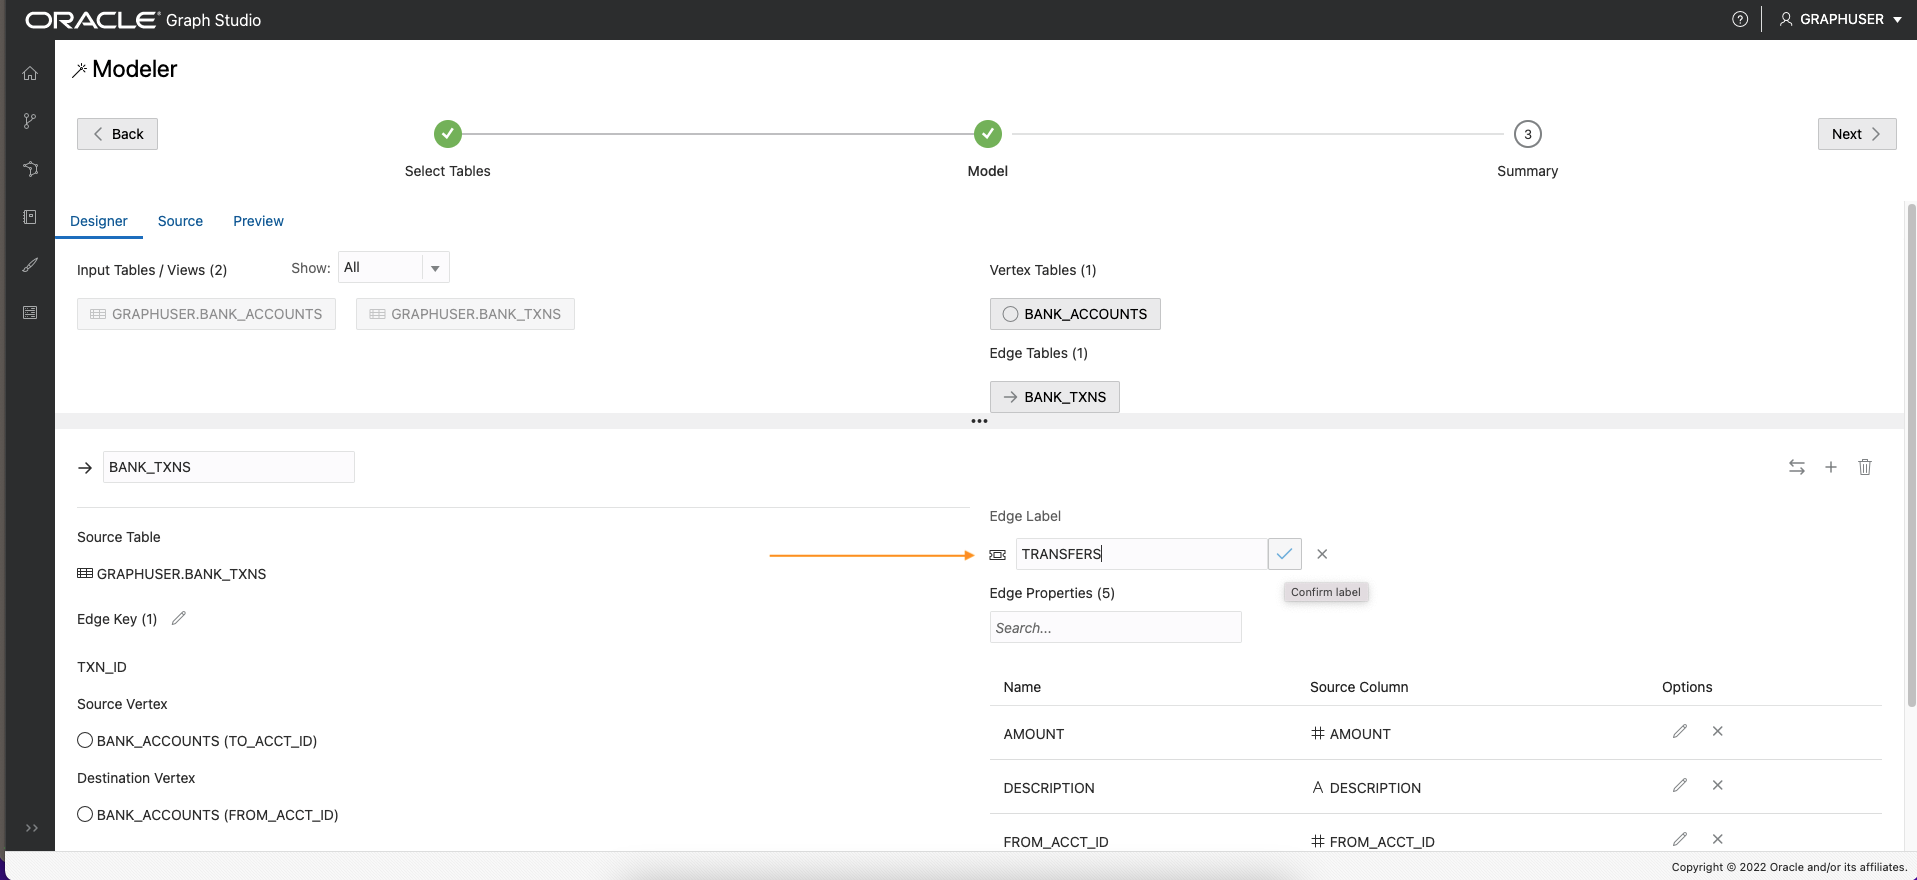 ORACLE® Graph Studio
GRAPHUSER
Modeler
Back
Select Tables
Model
3
Summary
Next
Designer Source Preview
Input Tables / Views (2)
Show: All
GRAPHUSER.BANK_ACCOUNTS
GRAPHUSER.BANK_TXNS
Vertex Tables (1)
BANK_ACCOUNTS
Edge Tables (1)
BANK_TXNS
BANK_TXNS
Source Table
GRAPHUSER.BANK_TXNS
Edge Key (1)
TXN_ID
Source Vertex
BANK_ACCOUNTS (TO_ACCT_ID)
Destination Vertex
BANK_ACCOUNTS (FROM_ACCT_ID)
Edge Label
TRANSFERS
Confirm label
Edge Properties (5)
Search...
Name Source Column Options
AMOUNT AMOUNT
DESCRIPTION A DESCRIPTION
FROM_ACCT_ID FROM_ACCT_ID
Copyright © 2022 Oracle and/or its affiliates.